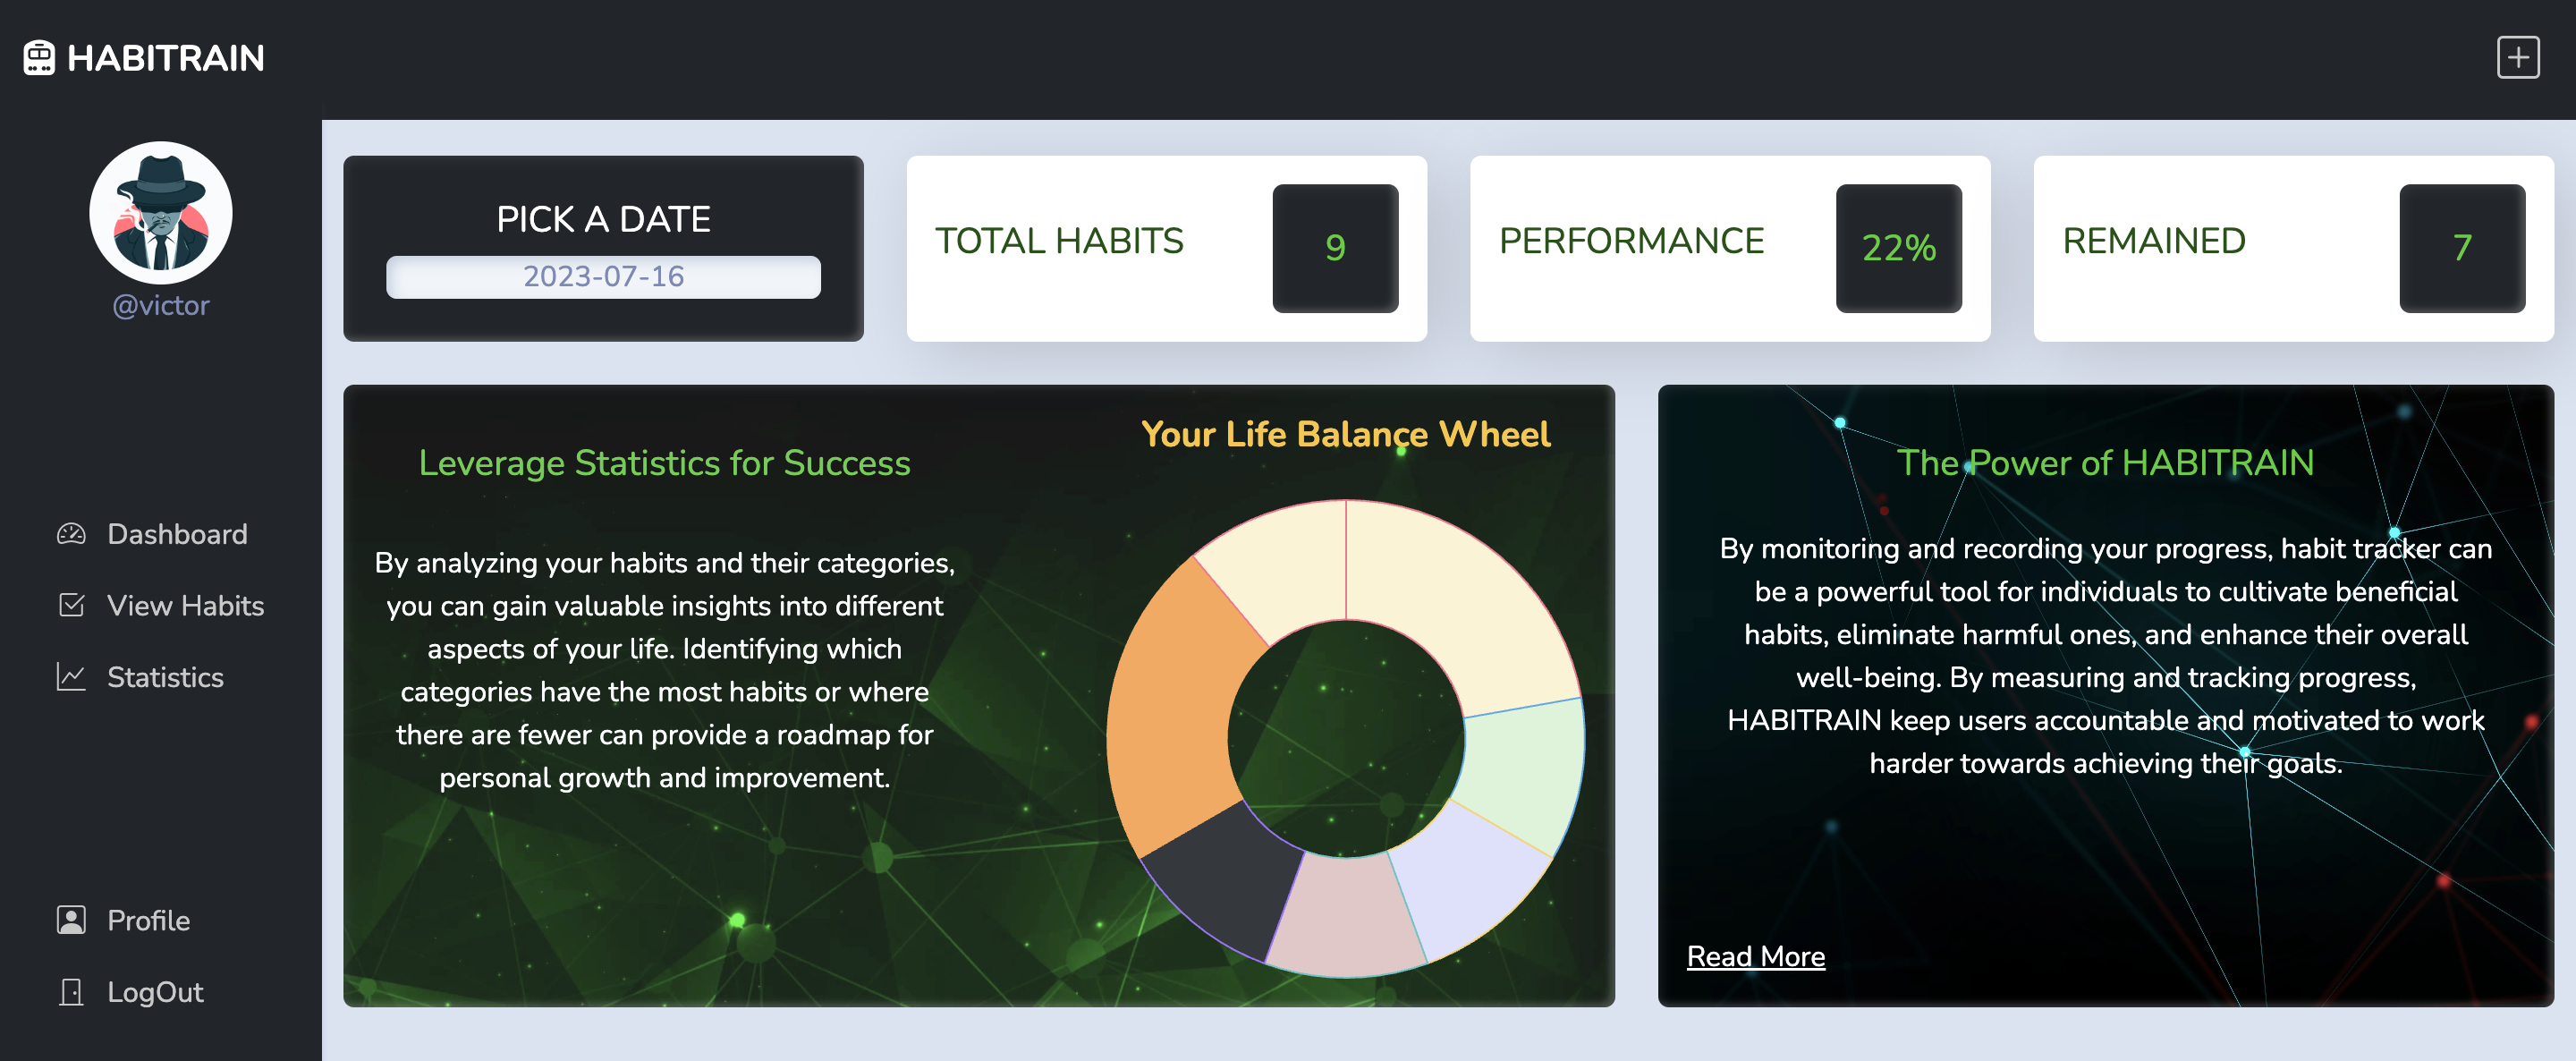 HABITRAIN
@victor
Dashboard
View Habits
Statistics
Profile
LogOut
PICK A DATE
2023-07-16
TOTAL HABITS
9
PERFORMANCE
22%
REMAINED
7
Leverage Statistics for Success
By analyzing your habits and their categories,
you can gain valuable insights into different
aspects of your life. Identifying which
categories have the most habits or where
there are fewer can provide a roadmap for
personal growth and improvement.
Your Life Balance Wheel
The Power of HABITRAIN
By monitoring and recording your progress, habit tracker can
be a powerful tool for individuals to cultivate beneficial
habits, eliminate harmful ones, and enhance their overall
well-being. By measuring and tracking progress,
HABITRAIN keep users accountable and motivated to work
harder towards achieving their goals.
Read More